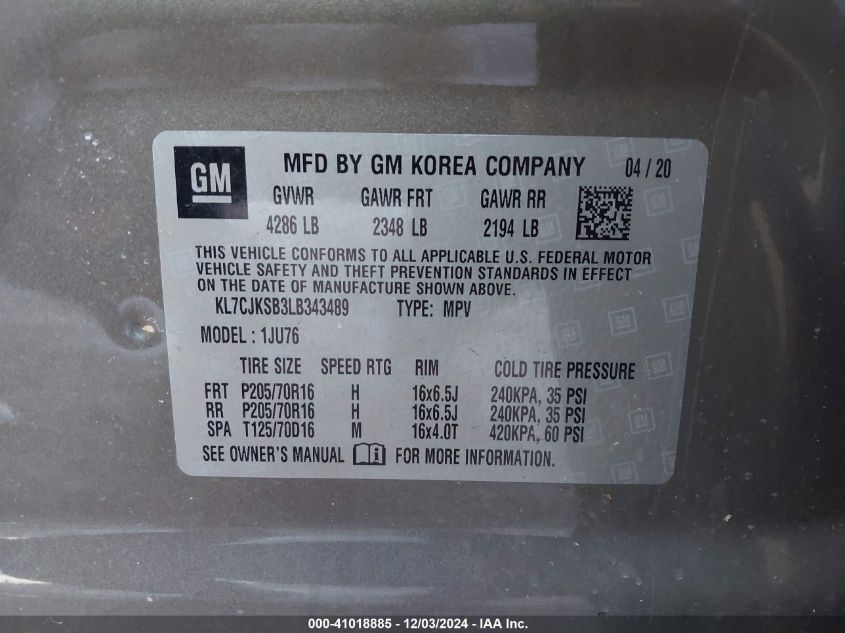 GM
MFD BY GM KOREA COMPANY 04 / 20
GVWR GAWR FRT GAWR RR
4286 LB 2348 LB 2194 LB
THIS VEHICLE CONFORMS TO ALL APPLICABLE U.S. FEDERAL MOTOR
VEHICLE SAFETY AND THEFT PREVENTION STANDARDS IN EFFECT
ON THE DATE OF MANUFACTURE SHOWN ABOVE.
KL7CJKSB3LB343489 TYPE: MPV
MODEL : 1JU76
TIRE SIZE SPEED RTG RIM COLD TIRE PRESSURE
FRT P205/70R16 H 16x6.5J 240KPA, 35 PSI
RR P205/70R16 H 16x6.5J 240KPA, 35 PSI
SPA T125/70D16 M 16x4.0T 420KPA, 60 PSI
SEE OWNER'S MANUAL i FOR MORE INFORMATION.
000-41018885 - 12/03/2024 - IAA Inc.